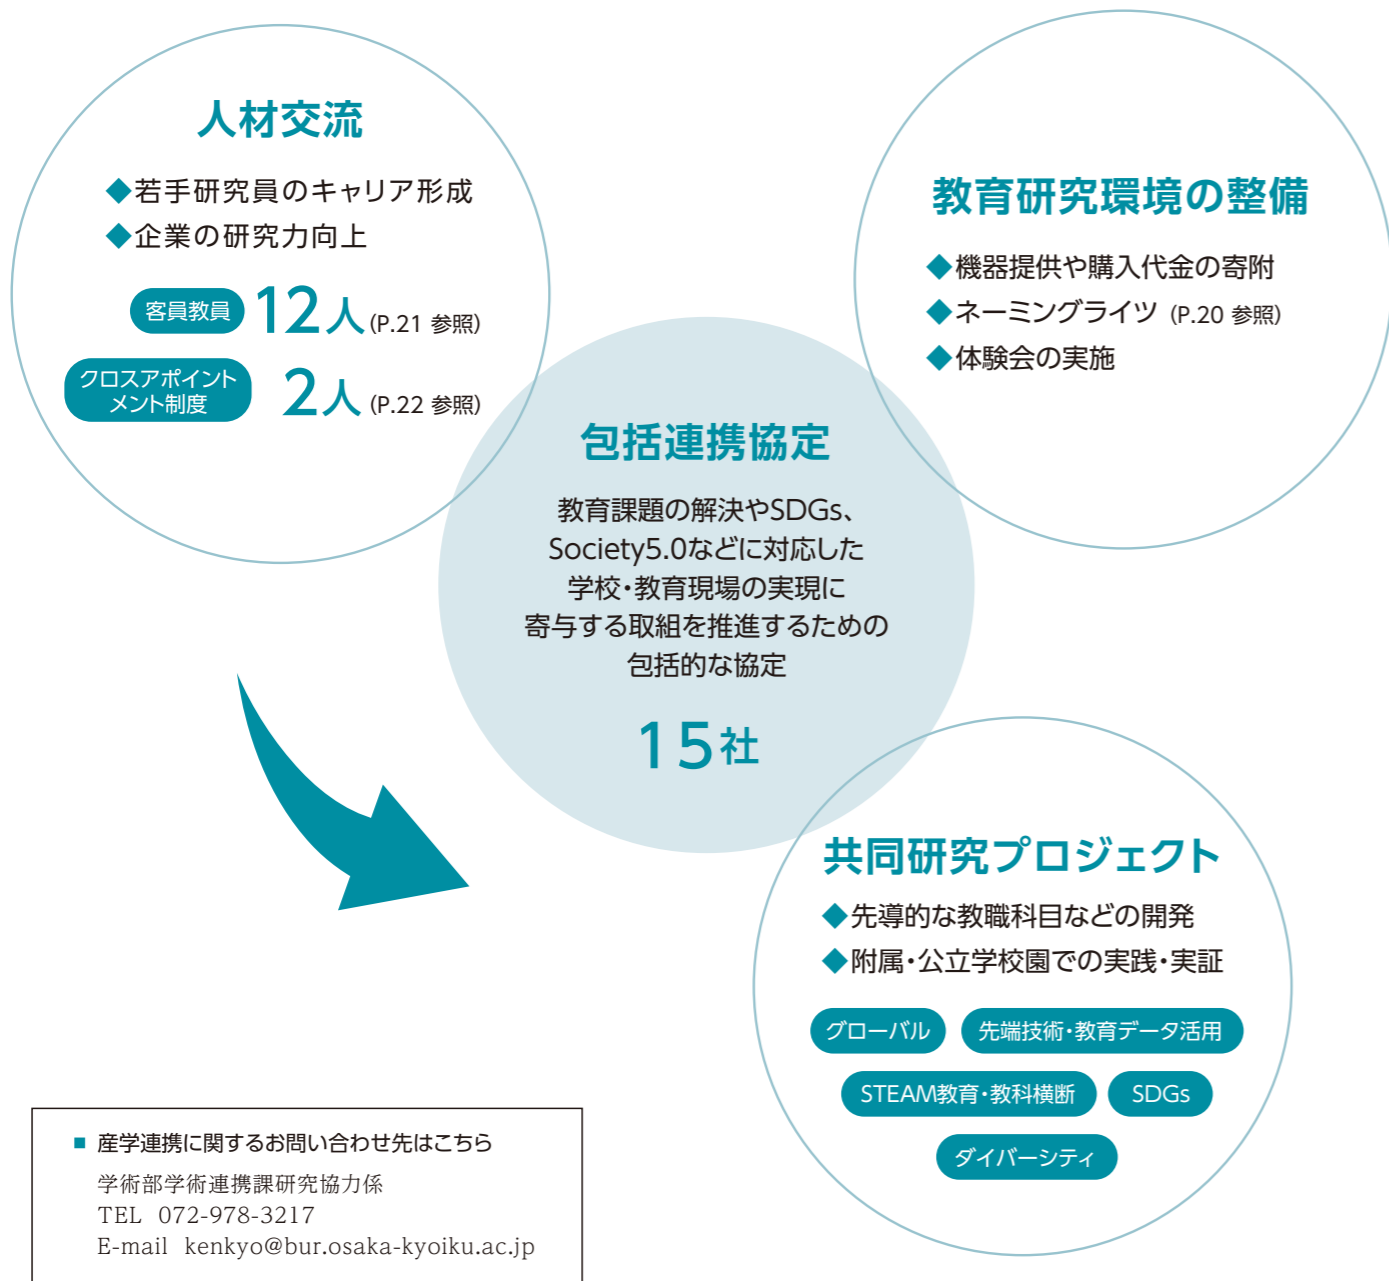 人材交流
◆若手研究員のキャリア形成
◆企業の研究力向上
客員教員 12人 (P.21 参照)
クロスアポイント
メント制度 2人 (P.22 参照)
教育研究環境の整備
◆機器提供や購入代金の寄附
◆ネーミングライツ (P.20 参照)
◆体験会の実施
包括連携協定
教育課題の解決やSDGs、
Society5.0などに対応した
学校・教育現場の実現に
寄与する取組を推進するための
包括的な協定
15社
共同研究プロジェクト
◆先導的な教職科目などの開発
◆附属・公立学校園での実践・実証
グローバル 先端技術・教育データ活用
STEAM教育・教科横断 SDGs
ダイバーシティ
■ 産学連携に関するお問い合わせ先はこちら
学術部学術連携課研究協力係
TEL 072-978-3217
E-mail kenkyo@bur.osaka-kyoiku.ac.jp